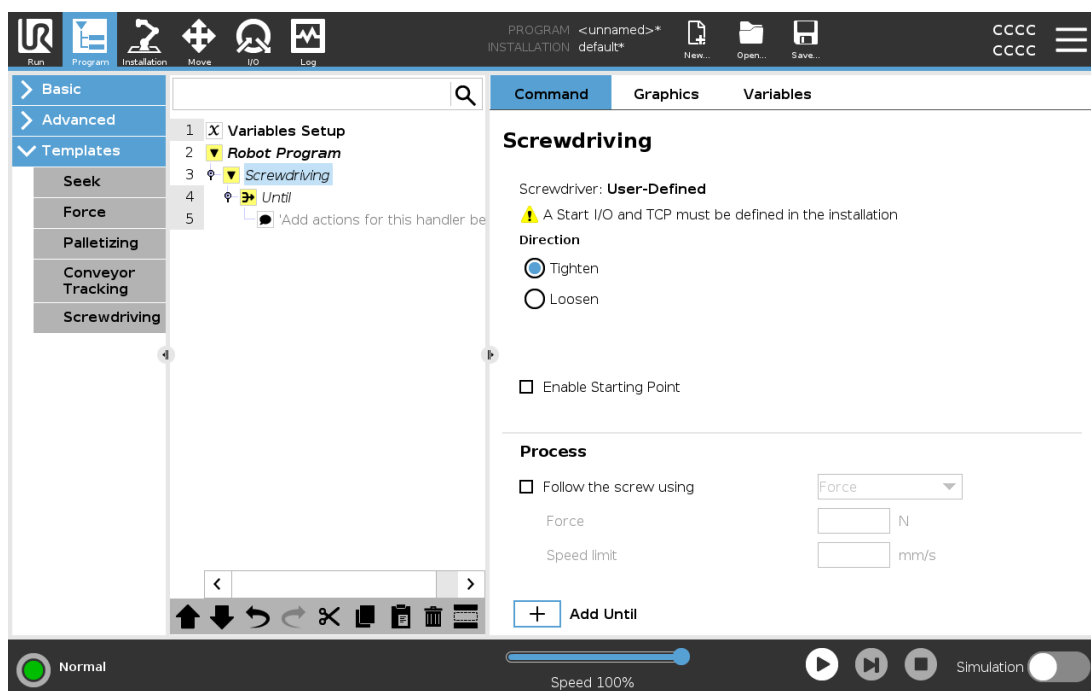 UR
PROGRAM <unnamed>*
INSTALLATION default*
CCCC
CCCC
Run
Program
Installation
Move
I/O
Log
New...
Open...
Save...
Basic
Advanced
Templates
Seek
Force
Palletizing
Conveyor
Tracking
Screwdriving
1 X Variables Setup
2 Robot Program
3 Screwdriving
4 Until
5 'Add actions for this handler be
Command
Graphics
Variables
Screwdriving
Screwdriver: User-Defined
A Start I/O and TCP must be defined in the installation
Direction
Tighten
Loosen
Enable Starting Point
Process
Follow the screw using
Force
Force
N
Speed limit
mm/s
+ Add Until
Normal
Speed 100%
Simulation